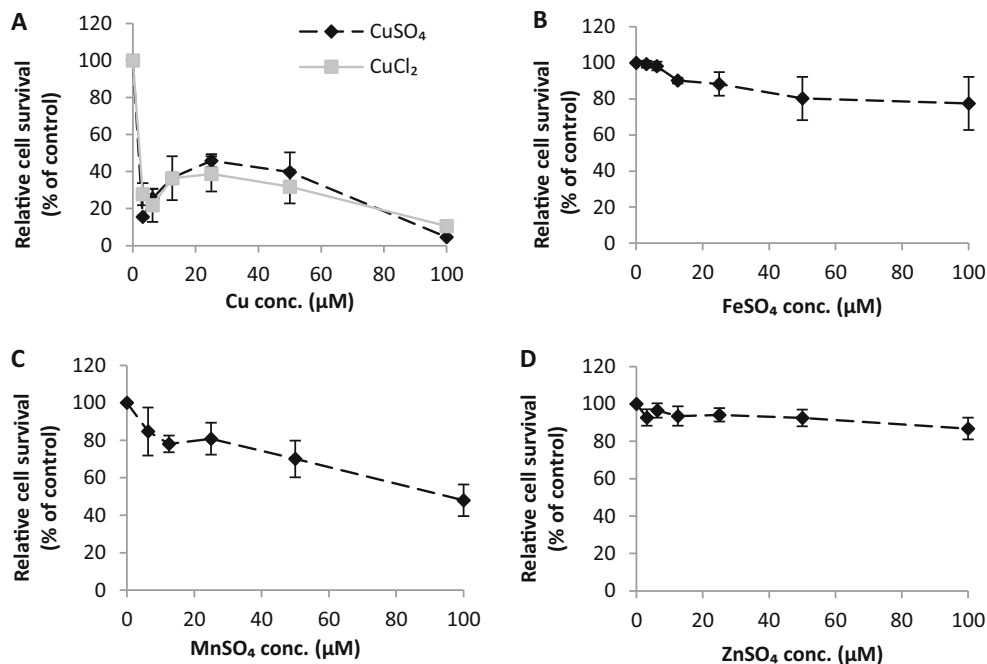 A
Relative cell survival
(% of control)
120
100
80
60
40
20
0
CuSO₄
CuCl₂
0 20 40 60 80 100
Cu conc. (μM)
B
Relative cell survival
(% of control)
120
100
80
60
40
20
0
0 20 40 60 80 100
FeSO₄ conc. (μM)
C
Relative cell survival
(% of control)
120
100
80
60
40
20
0
0 20 40 60 80 100
MnSO₄ conc. (μM)
D
Relative cell survival
(% of control)
120
100
80
60
40
20
0
0 20 40 60 80 100
ZnSO₄ conc. (μM)